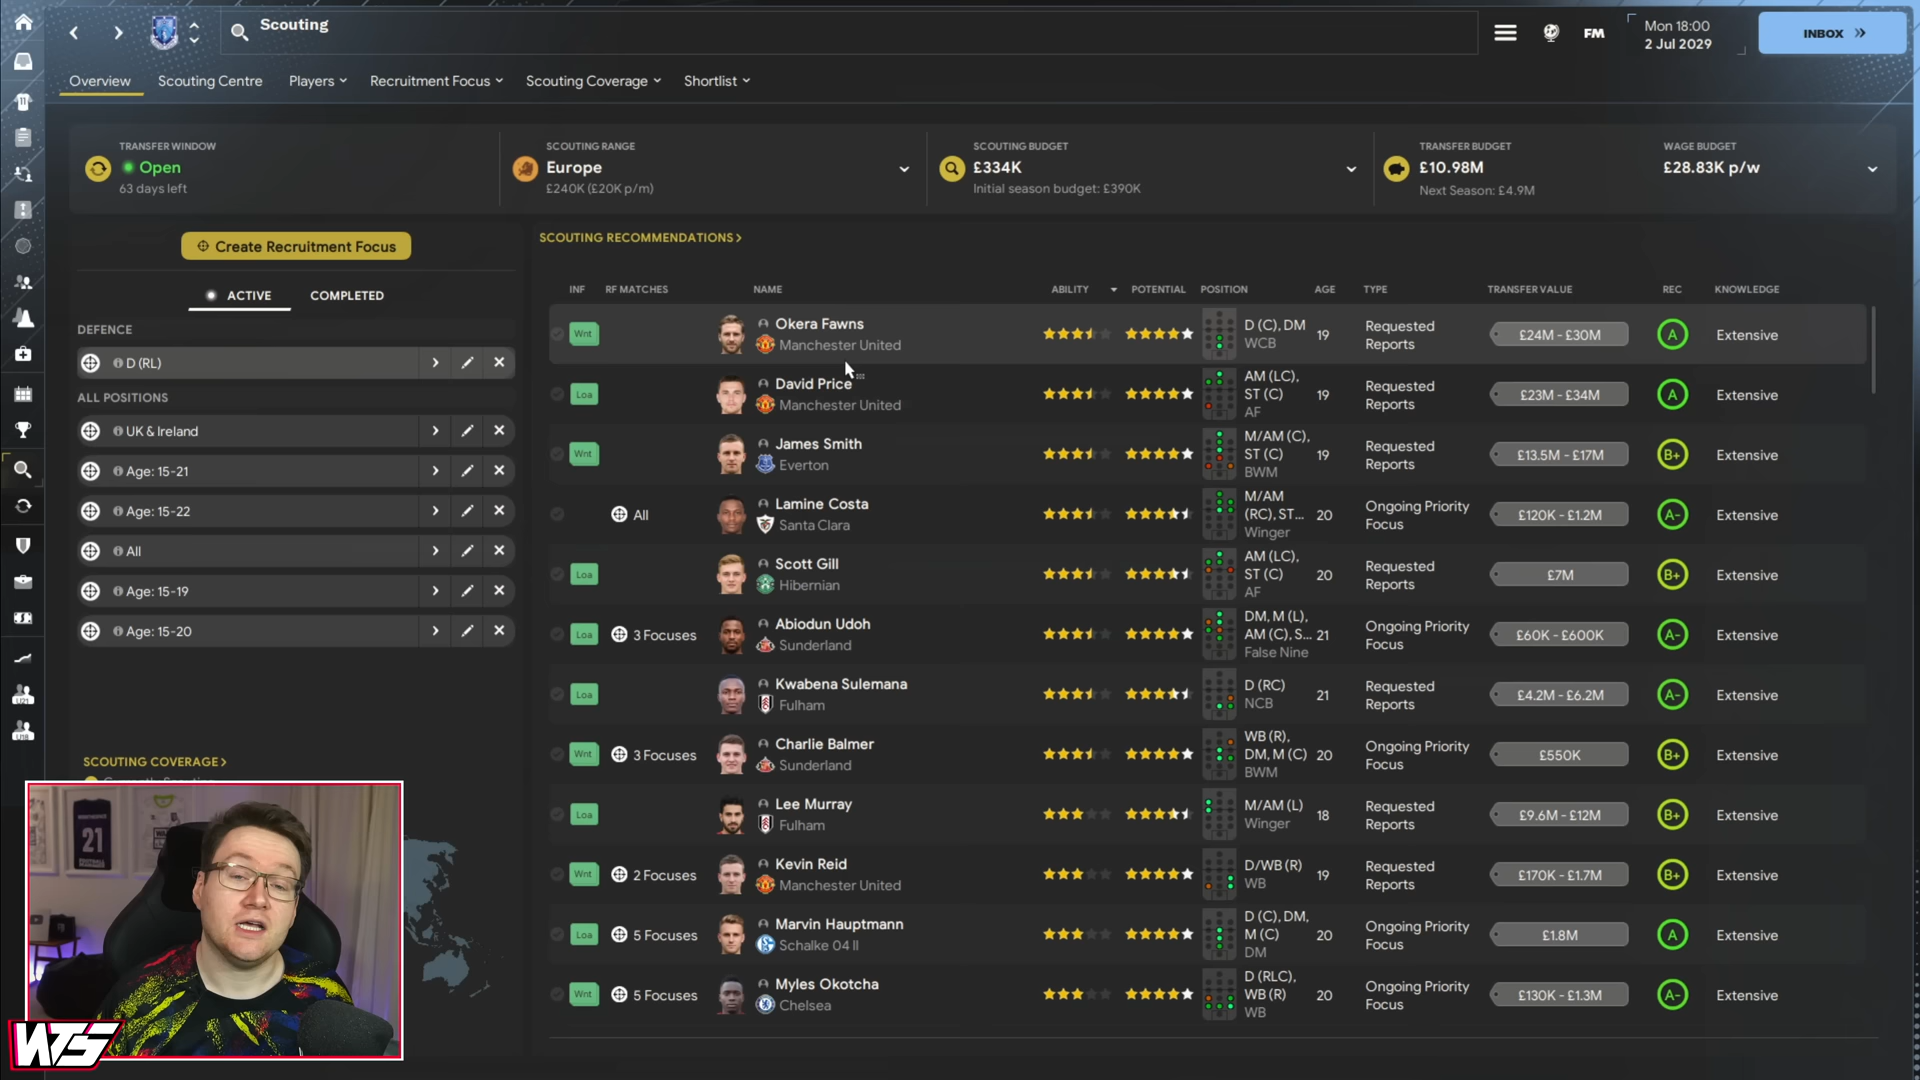 Scouting
FM
Mon 18:00
2 Jul 2029
INBOX
Overview
Scouting Centre
Players
Recruitment Focus
Scouting Coverage
Shortlist
TRANSFER WINDOW
Open
63 days left
SCOUTING RANGE
Europe
£240K (£20K p/m)
SCOUTING BUDGET
£334K
Initial season budget: £390K
TRANSFER BUDGET
£10.98M
Next Season: £4.9M
WAGE BUDGET
£28.83K p/w
Create Recruitment Focus
ACTIVE
COMPLETED
DEFENCE
D (RL)
ALL POSITIONS
UK & Ireland
Age: 15-21
Age: 15-22
All
Age: 15-19
Age: 15-20
SCOUTING COVERAGE >
SCOUTING RECOMMENDATIONS >
INF RF MATCHES NAME ABILITY POTENTIAL POSITION AGE TYPE TRANSFER VALUE REC KNOWLEDGE
Wnt Okera Fawns Manchester United D (C), DM WCB 19 Requested Reports £24M - £30M A Extensive
Loa David Price Manchester United AM (LC), ST (C) AF 19 Requested Reports £23M - £34M A Extensive
Wnt James Smith Everton M/AM (C), ST (C) BWM 19 Requested Reports £13.5M - £17M B+ Extensive
All Lamine Costa Santa Clara M/AM (RC), ST... Winger 20 Ongoing Priority Focus £120K - £1.2M A- Extensive
Loa Scott Gill Hibernian AM (LC), ST (C) AF 20 Requested Reports £7M B+ Extensive
Loa 3 Focuses Abiodun Udoh Sunderland DM, M (L), AM (C), S... False Nine 21 Ongoing Priority Focus £60K - £600K A- Extensive
Loa Kwabena Sulemana Fulham D (RC) NCB 21 Requested Reports £4.2M - £6.2M A- Extensive
Wnt 3 Focuses Charlie Balmer Sunderland WB (R), DM, M (C) BWM 20 Ongoing Priority Focus £550K B+ Extensive
Loa Lee Murray Fulham M/AM (L) Winger 18 Requested Reports £9.6M - £12M B+ Extensive
Wnt 2 Focuses Kevin Reid Manchester United D/WB (R) WB 19 Requested Reports £170K - £1.7M B+ Extensive
Loa 5 Focuses Marvin Hauptmann Schalke 04 II D (C), DM, M (C) DM 20 Ongoing Priority Focus £1.8M A Extensive
Wnt 5 Focuses Myles Okotcha Chelsea D (RLC), WB (R) WB 20 Ongoing Priority Focus £130K - £1.3M A- Extensive
U21
U18
21
WTS